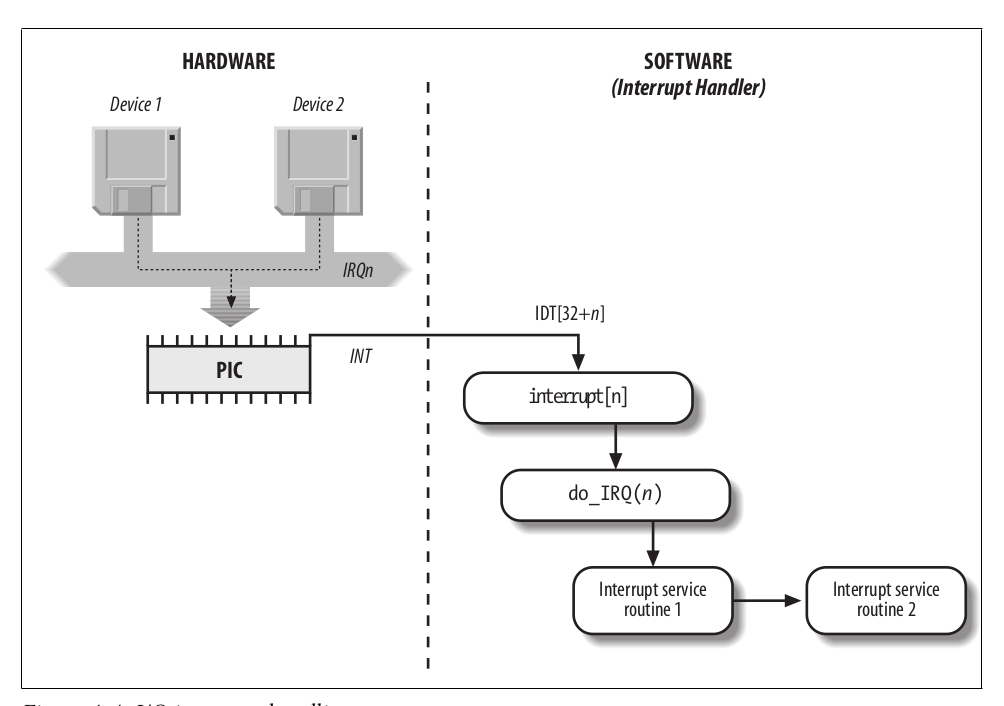 HARDWARE
SOFTWARE
(Interrupt Handler)
Device 1
Device 2
IRQn
IDT[32+n]
INT
PIC
interrupt[n]
do_IRQ(n)
Interrupt service
routine 1
Interrupt service
routine 2